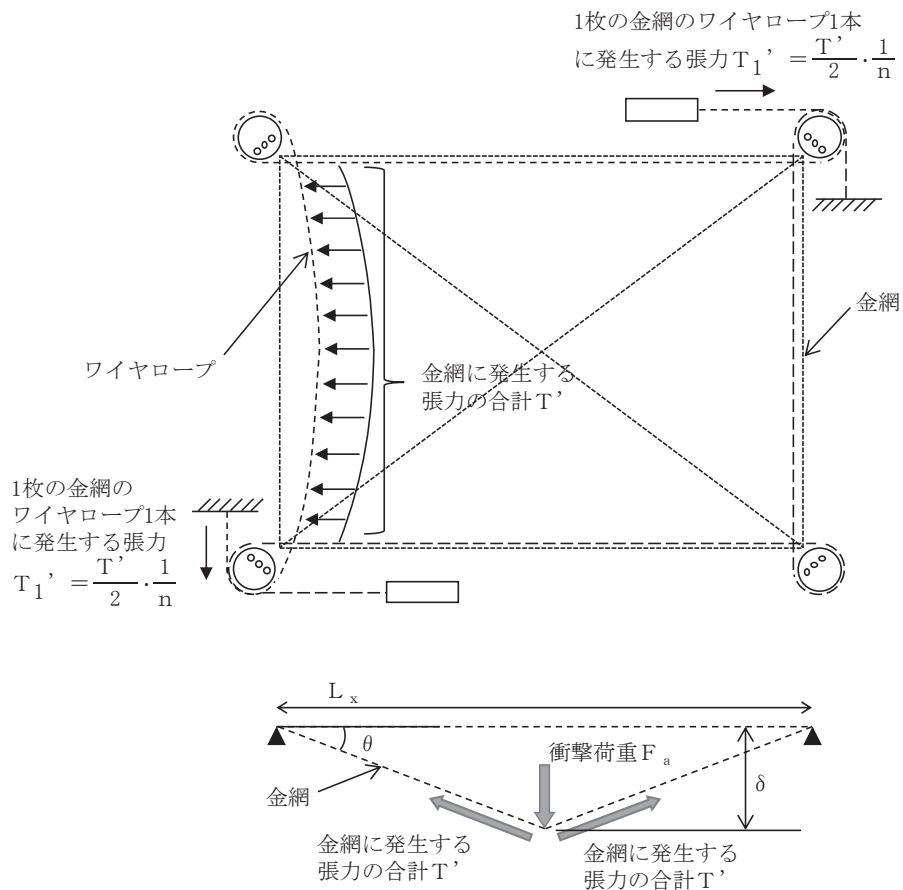 1枚の金網のワイヤロープ1本
に発生する張力T1’=T’/2・1/n
金網
ワイヤロープ
金網に発生する
張力の合計T’
1枚の金網の
ワイヤロープ1本
に発生する張力
T1’=T’/2・1/n
Lx
θ
衝撃荷重Fa
δ
金網
金網に発生する
張力の合計T’
金網に発生する
張力の合計T’